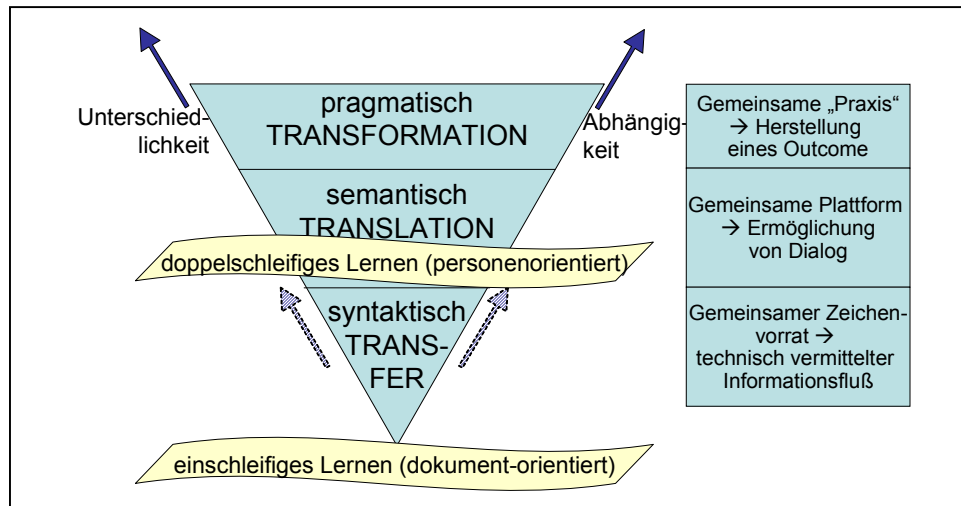 pragmatisch
TRANSFORMATION
Unterschied-
lichkeit
Abhängig-
keit
semantisch
TRANSLATION
doppelschleifiges Lernen (personenorientiert)
syntaktisch
TRANS-
FER
einschleifiges Lernen (dokument-orientiert)
Gemeinsame „Praxis“
→ Herstellung
eines Outcome
Gemeinsame Plattform
→ Ermöglichung
von Dialog
Gemeinsamer Zeichen-
vorrat →
technisch vermittelter
Informationsfluß